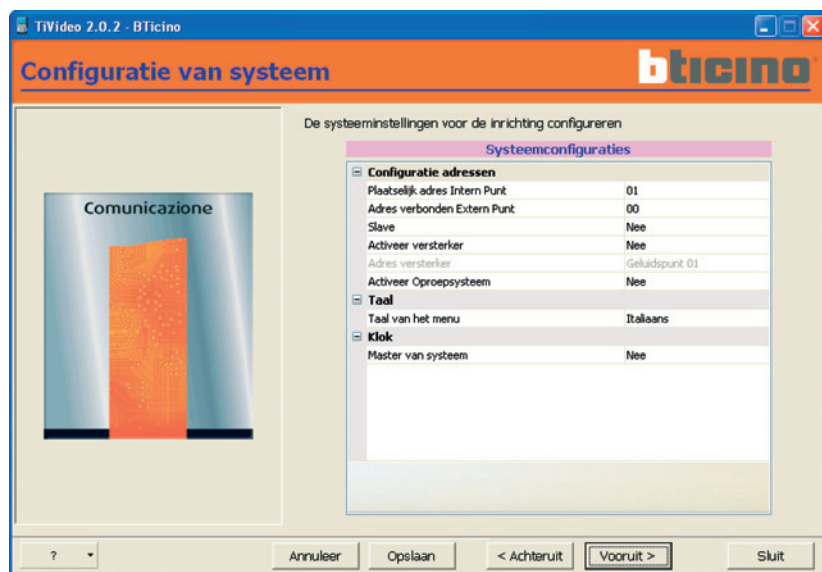 TiVideo 2.0.2 - BTicino
Configuratie van systeem
bticino
De systeeminstellingen voor de inrichting configureren
Systeemconfiguraties
Comunicazione
Configuratie adressen
Plaatselijk adres Intern Punt 01
Adres verbonden Extern Punt 00
Slave Nee
Activeer versterker Nee
Adres versterker Geluidspunt 01
Activeer Oproepsysteem Nee
Taal
Taal van het menu Italiaans
Klok
Master van systeem Nee
? Annuleer Opslaan < Achteruit Vooruit > Sluit